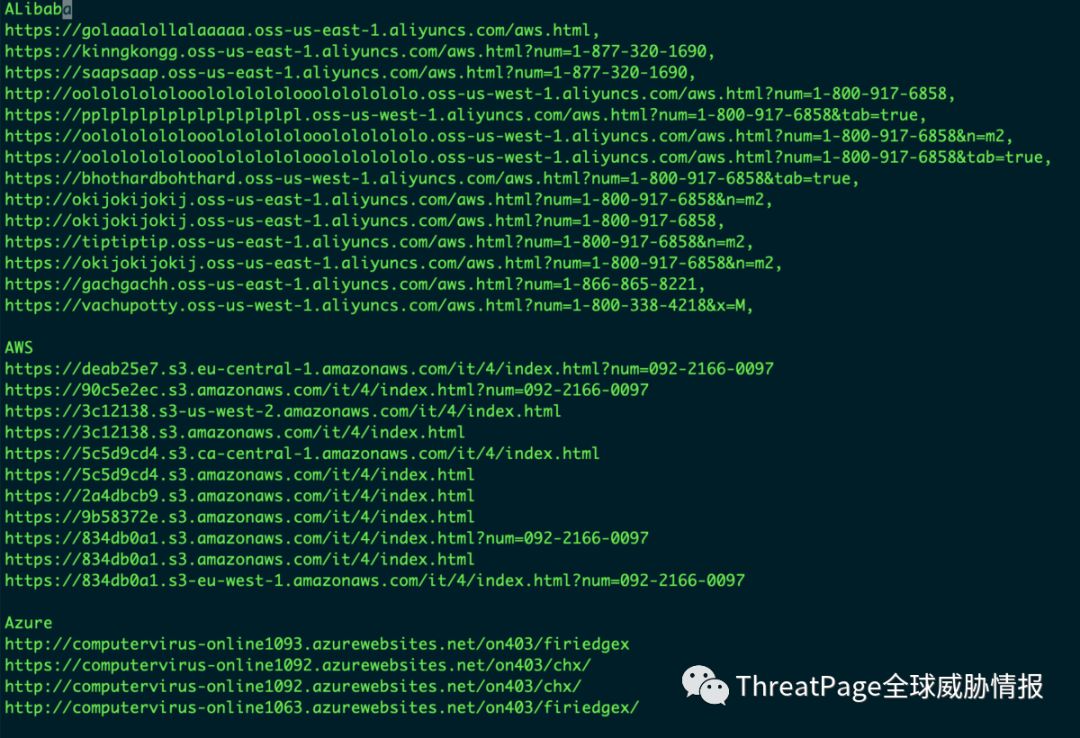 ALibaba
https://golaaalollalaaaaa.oss-us-east-1.aliyuncs.com/aws.html,
https://kinngkongg.oss-us-east-1.aliyuncs.com/aws.html?num=1-877-320-1690,
https://saapsaap.oss-us-east-1.aliyuncs.com/aws.html?num=1-877-320-1690,
http://oolololololooolololololooolololololo.oss-us-west-1.aliyuncs.com/aws.html?num=1-800-917-6858,
https://pplplplplplplplplplplpl.oss-us-west-1.aliyuncs.com/aws.html?num=1-800-917-6858&tab=true,
https://oolololololooolololololooolololololo.oss-us-west-1.aliyuncs.com/aws.html?num=1-800-917-6858&n=m2,
https://oolololololooolololololooolololololo.oss-us-west-1.aliyuncs.com/aws.html?num=1-800-917-6858&tab=true,
https://bhothardbohthard.oss-us-west-1.aliyuncs.com/aws.html?num=1-800-917-6858&tab=true,
http://okijokijokij.oss-us-east-1.aliyuncs.com/aws.html?num=1-800-917-6858&n=m2,
http://okijokijokij.oss-us-east-1.aliyuncs.com/aws.html?num=1-800-917-6858,
https://tiptiptip.oss-us-east-1.aliyuncs.com/aws.html?num=1-800-917-6858&n=m2,
https://okijokijokij.oss-us-east-1.aliyuncs.com/aws.html?num=1-800-917-6858&n=m2,
https://gachgachh.oss-us-east-1.aliyuncs.com/aws.html?num=1-866-865-8221,
https://vachupotty.oss-us-west-1.aliyuncs.com/aws.html?num=1-800-338-4218&x=M,
AWS
https://deab25e7.s3.eu-central-1.amazonaws.com/it/4/index.html?num=092-2166-0097
https://90c5e2ec.s3.amazonaws.com/it/4/index.html?num=092-2166-0097
https://3c12138.s3-us-west-2.amazonaws.com/it/4/index.html
https://3c12138.s3.amazonaws.com/it/4/index.html
https://5c5d9cd4.s3.ca-central-1.amazonaws.com/it/4/index.html
https://5c5d9cd4.s3.amazonaws.com/it/4/index.html
https://2a4dbcb9.s3.amazonaws.com/it/4/index.html
https://9b58372e.s3.amazonaws.com/it/4/index.html
https://834db0a1.s3.amazonaws.com/it/4/index.html?num=092-2166-0097
https://834db0a1.s3.amazonaws.com/it/4/index.html
https://834db0a1.s3-eu-west-1.amazonaws.com/it/4/index.html?num=092-2166-0097
Azure
http://computervirus-online1093.azurewebsites.net/on403/firiedgex
https://computervirus-online1092.azurewebsites.net/on403/chx/
http://computervirus-online1092.azurewebsites.net/on403/chx/
http://computervirus-online1063.azurewebsites.net/on403/firiedgex/
ThreatPage全球威胁情报